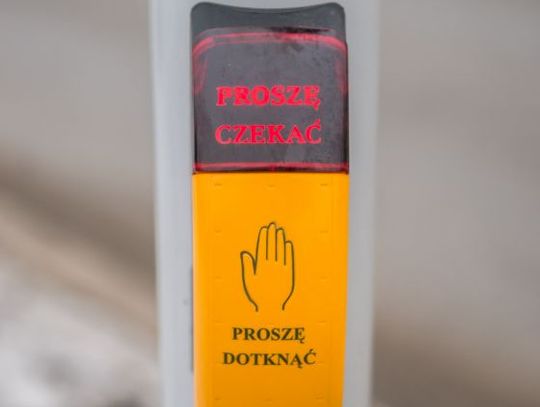 PROSZĘ
CZEKAĆ
PROSZĘ
DOTKNĄĆ